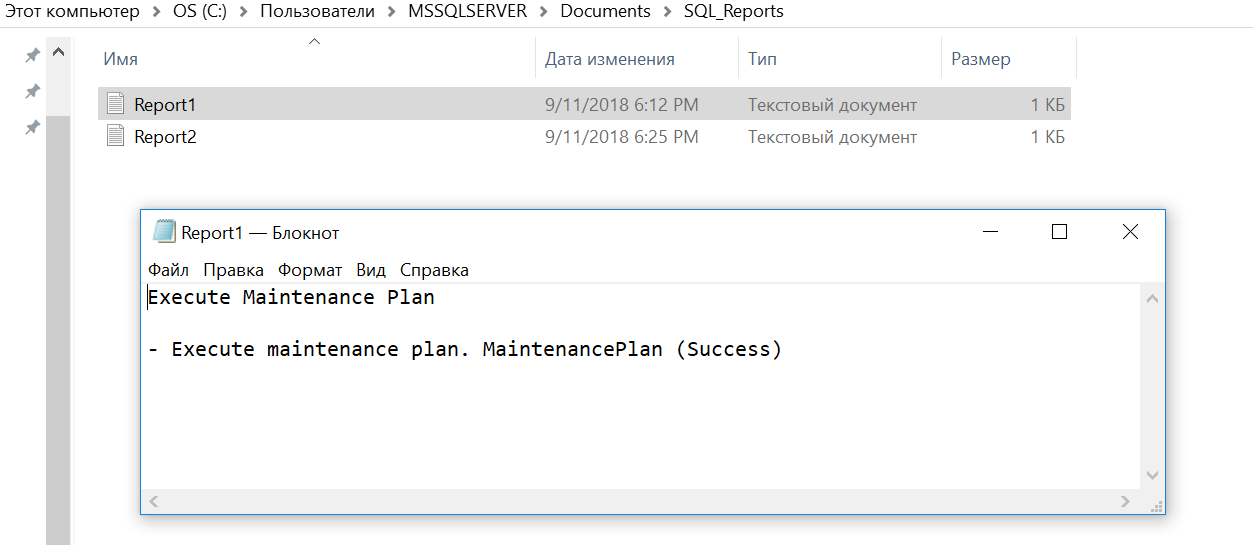 Этот компьютер > OS (C:) > Пользователи > MSSQLSERVER > Documents > SQL_Reports
Имя Дата изменения Тип Размер
Report1 9/11/2018 6:12 PM Текстовый документ 1 КБ
Report2 9/11/2018 6:25 PM Текстовый документ 1 КБ
Report1 — Блокнот
Файл Правка Формат Вид Справка
Execute Maintenance Plan
- Execute maintenance plan. MaintenancePlan (Success)